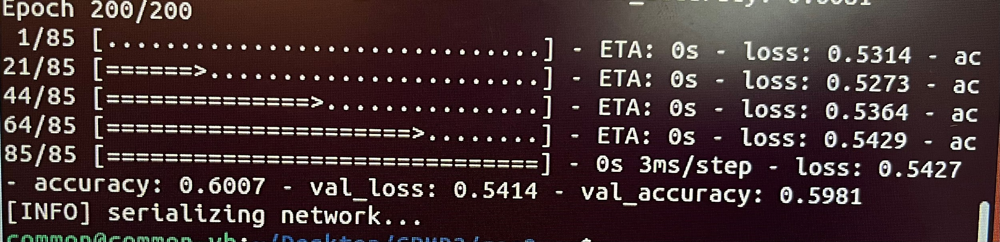 Epoch 200/200
1/85 [..............................] - ETA: 0s - loss: 0.5314 - ac
21/85 [======>.......................] - ETA: 0s - loss: 0.5273 - ac
44/85 [==============>...............] - ETA: 0s - loss: 0.5364 - ac
64/85 [=====================>........] - ETA: 0s - loss: 0.5429 - ac
85/85 [==============================] - 0s 3ms/step - loss: 0.5427
- accuracy: 0.6007 - val_loss: 0.5414 - val_accuracy: 0.5981
[INFO] serializing network...